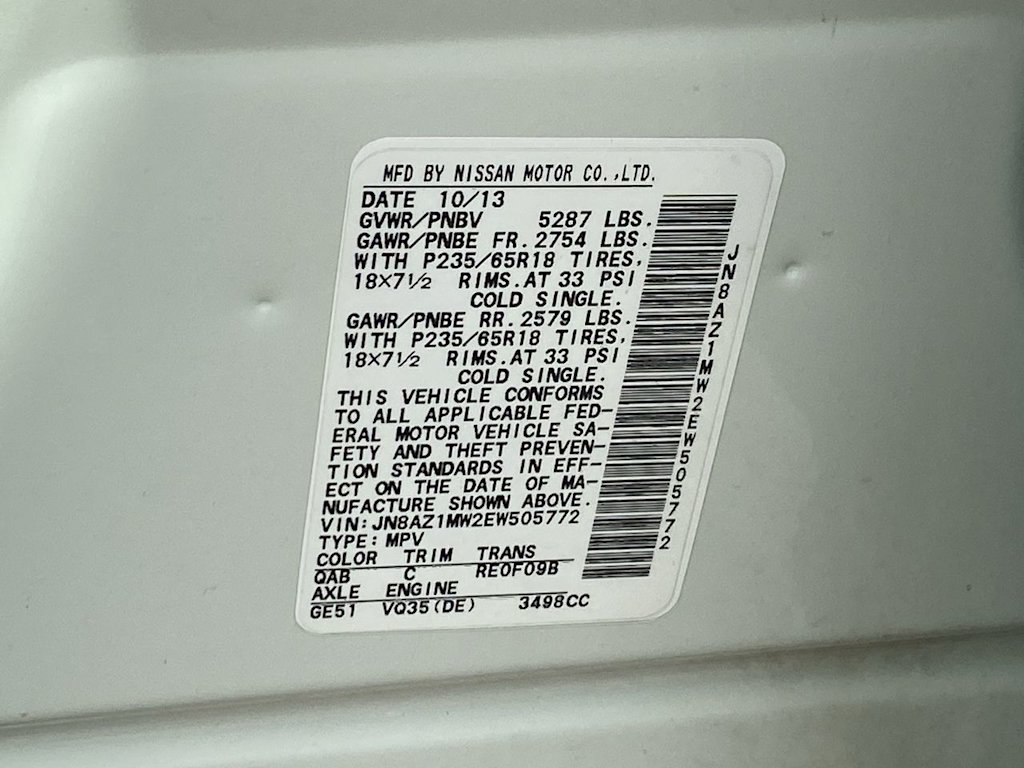 MFD BY NISSAN MOTOR CO.,LTD.
DATE 10/13
GVWR/PNBV 5287 LBS.
GAWR/PNBE FR. 2754 LBS.
WITH P235/65R18 TIRES,
18×7½ RIMS. AT 33 PSI
COLD SINGLE.
GAWR/PNBE RR. 2579 LBS.
WITH P235/65R18 TIRES,
18×7½ RIMS. AT 33 PSI
COLD SINGLE.
THIS VEHICLE CONFORMS
TO ALL APPLICABLE FED-
ERAL MOTOR VEHICLE SA-
FETY AND THEFT PREVEN-
TION STANDARDS IN EFF-
ECT ON THE DATE OF MA-
NUFACTURE SHOWN ABOVE.
VIN: JN8AZ1MW2EW505772
TYPE: MPV
COLOR TRIM TRANS
QAB C RE0F09B
AXLE ENGINE
GE51 VQ35(DE) 3498CC
JN8AZ1MW2EW505772